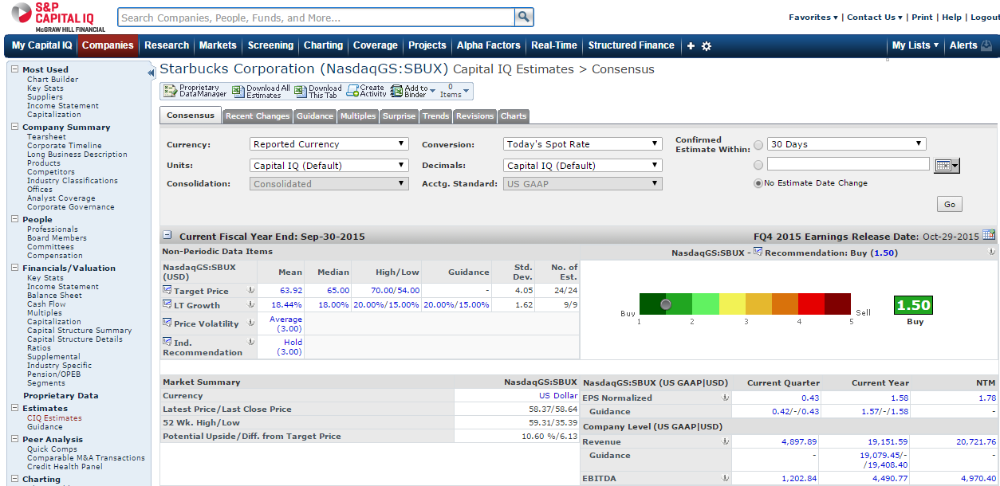 S&P
CAPITAL IQ
McGRAW HILL FINANCIAL
Search Companies, People, Funds, and More...
Favorites ▾ | Contact Us ▾ | Print | Help | Logout
My Capital IQ Companies Research Markets Screening Charting Coverage Projects Alpha Factors Real-Time Structured Finance My Lists ▾ Alerts
Most Used
Chart Builder
Key Stats
Suppliers
Income Statement
Capitalization
Company Summary
Tearsheet
Corporate Timeline
Long Business Description
Products
Competitors
Industry Classifications
Offices
Analyst Coverage
Corporate Governance
People
Professionals
Board Members
Committees
Compensation
Financials/Valuation
Key Stats
Income Statement
Balance Sheet
Cash Flow
Multiples
Capitalization
Capital Structure Summary
Capital Structure Details
Ratios
Supplemental
Industry Specific
Pension/OPEB
Segments
Proprietary Data
Estimates
CIQ Estimates
Guidance
Peer Analysis
Quick Comps
Comparable M&A Transactions
Credit Health Panel
Charting
Starbucks Corporation (NasdaqGS:SBUX) Capital IQ Estimates > Consensus
Proprietary Data Manager Download All Estimates Download This Tab Create Activity Add to Binder 0 Items
Consensus Recent Changes Guidance Multiples Surprise Trends Revisions Charts
Currency: Reported Currency Conversion: Today's Spot Rate Confirmed Estimate Within: 30 Days
Units: Capital IQ (Default) Decimals: Capital IQ (Default)
Consolidation: Consolidated Acctg. Standard: US GAAP No Estimate Date Change
Go
Current Fiscal Year End: Sep-30-2015 FQ4 2015 Earnings Release Date: Oct-29-2015
Non-Periodic Data Items
NasdaqGS:SBUX (USD) Mean Median High/Low Guidance Std. Dev. No. of Est.
Target Price 63.92 65.00 70.00/54.00 - 4.05 24/24
LT Growth 18.44% 18.00% 20.00%/15.00% 20.00%/15.00% 1.62 9/9
Price Volatility Average (3.00)
Ind. Recommendation Hold (3.00)
NasdaqGS:SBUX - Recommendation: Buy (1.50)
Buy 1 2 3 4 5 Sell
1.50
Buy
Market Summary NasdaqGS:SBUX
Currency US Dollar
Latest Price/Last Close Price 58.37/58.64
52 Wk. High/Low 59.31/35.39
Potential Upside/Diff. from Target Price 10.60 %/6.13
NasdaqGS:SBUX (US GAAP|USD) Current Quarter Current Year NTM
EPS Normalized 0.43 1.58 1.78
Guidance 0.42/-/0.43 1.57/-/1.58 -
Company Level (US GAAP|USD)
Revenue 4,897.89 19,151.59 20,721.76
Guidance - 19,079.45/-/19,408.40 -
EBITDA 1,202.84 4,490.77 4,970.40